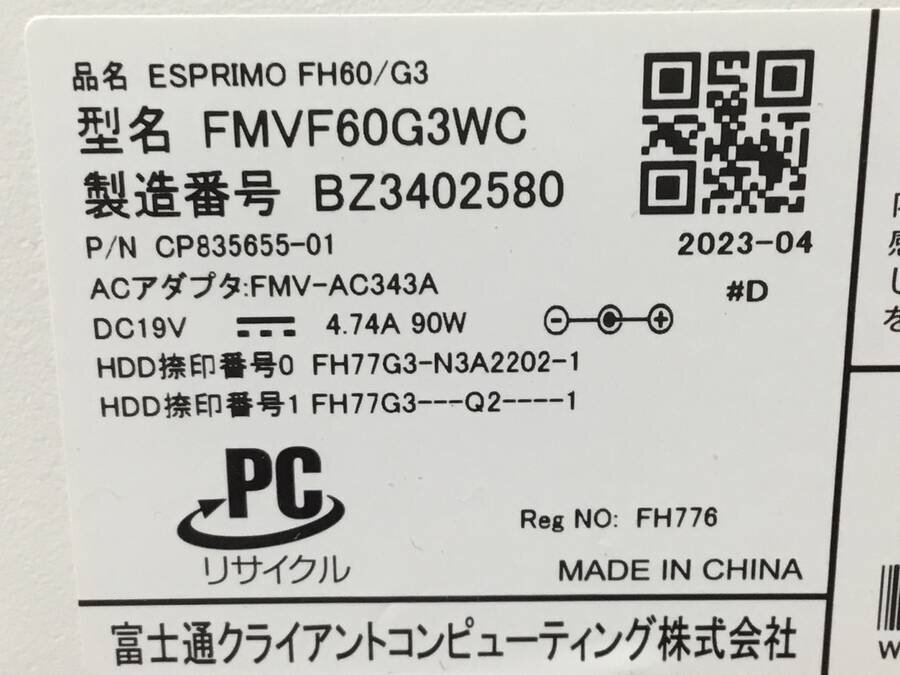 品名 ESPRIMO FH60/G3
型名 FMVF60G3WC
製造番号 BZ3402580
P/N CP835655-01
2023-04
ACアダプタ:FMV-AC343A
#D
DC19V 4.74A 90W
HDD捺印番号0 FH77G3-N3A2202-1
HDD捺印番号1 FH77G3---Q2----1
PC
リサイクル
Reg NO: FH776
MADE IN CHINA
富士通クライアントコンピューティング株式会社